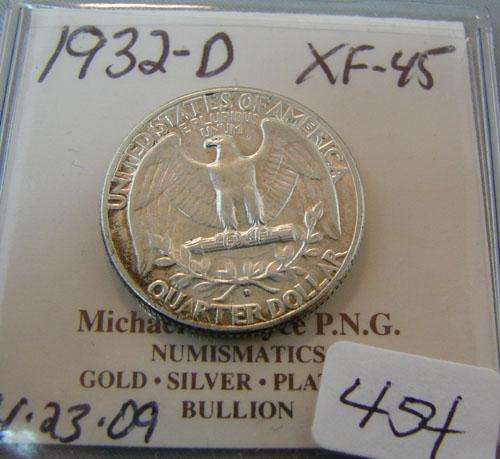 1932-D XF-45
UNITED STATES OF AMERICA
E PLURIBUS
UNUM
QUARTER DOLLAR
Michael P.N.G.
NUMISMATICS
GOLD • SILVER • PLAT
BULLION
23-09
454